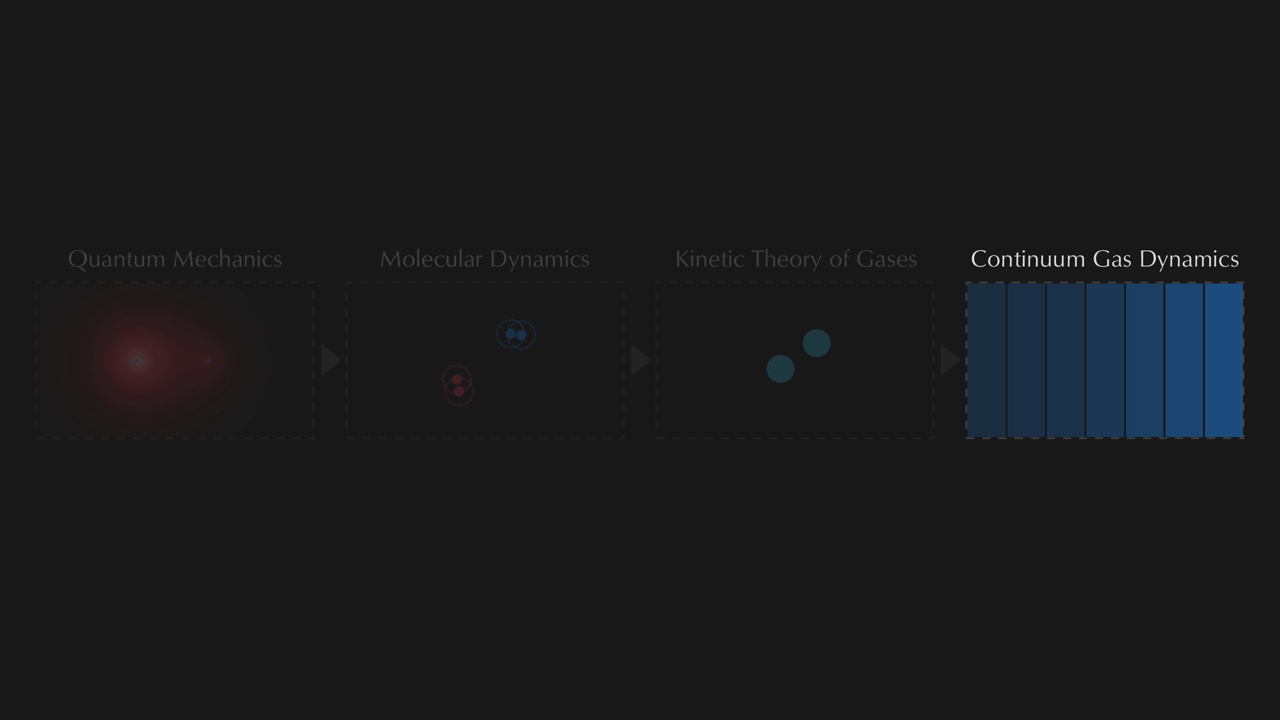 Quantum Mechanics
Molecular Dynamics
Kinetic Theory of Gases
Continuum Gas Dynamics